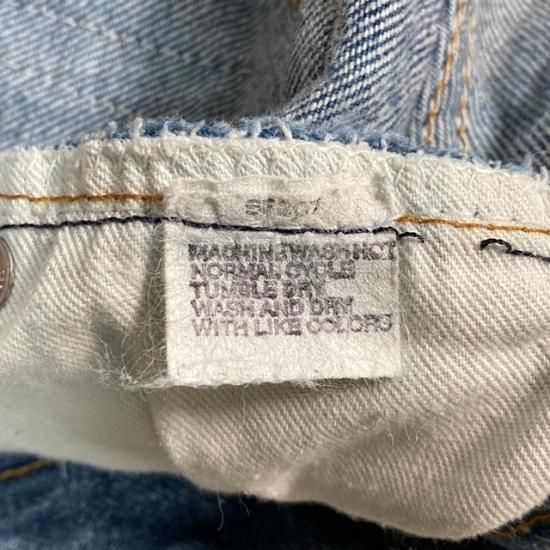 MACHINE WASH HOT
NORMAL CYCLE
TUMBLE DRY
WASH AND DRY
WITH LIKE COLORS